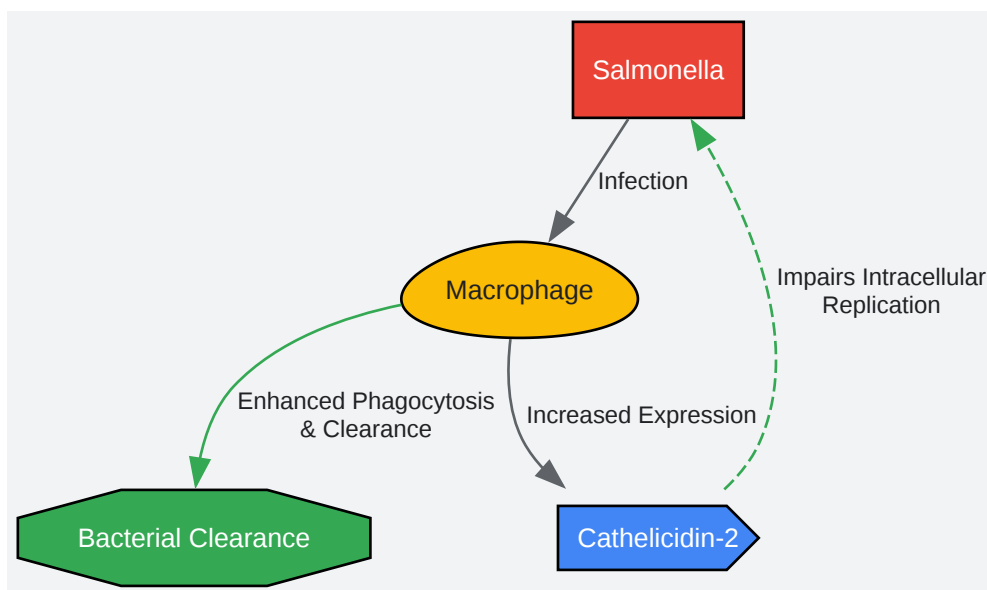 Salmonella
Infection
Macrophage
Impairs Intracellular
Replication
Enhanced Phagocytosis
& Clearance
Increased Expression
Bacterial Clearance
Cathelicidin-2